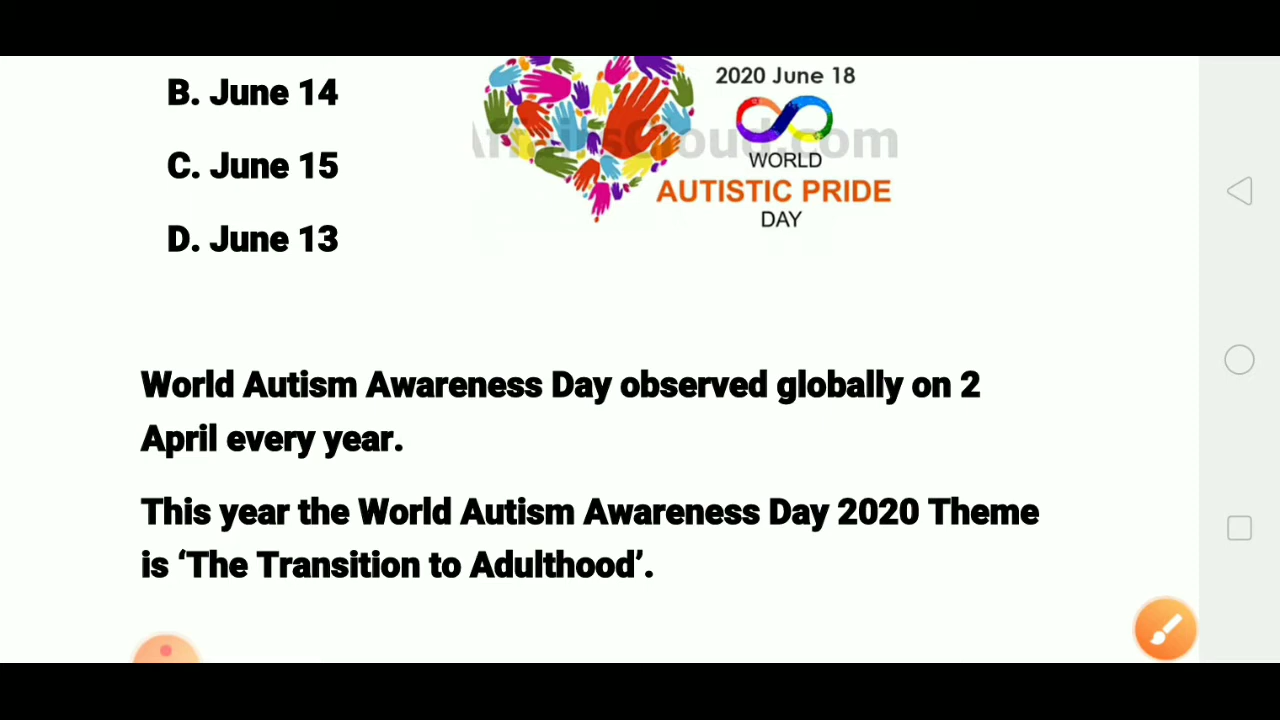 B. June 14
C. June 15
D. June 13
2020 June 18
AffairsCloud.com
WORLD
AUTISTIC PRIDE
DAY
World Autism Awareness Day observed globally on 2
April every year.
This year the World Autism Awareness Day 2020 Theme
is ‘The Transition to Adulthood’.